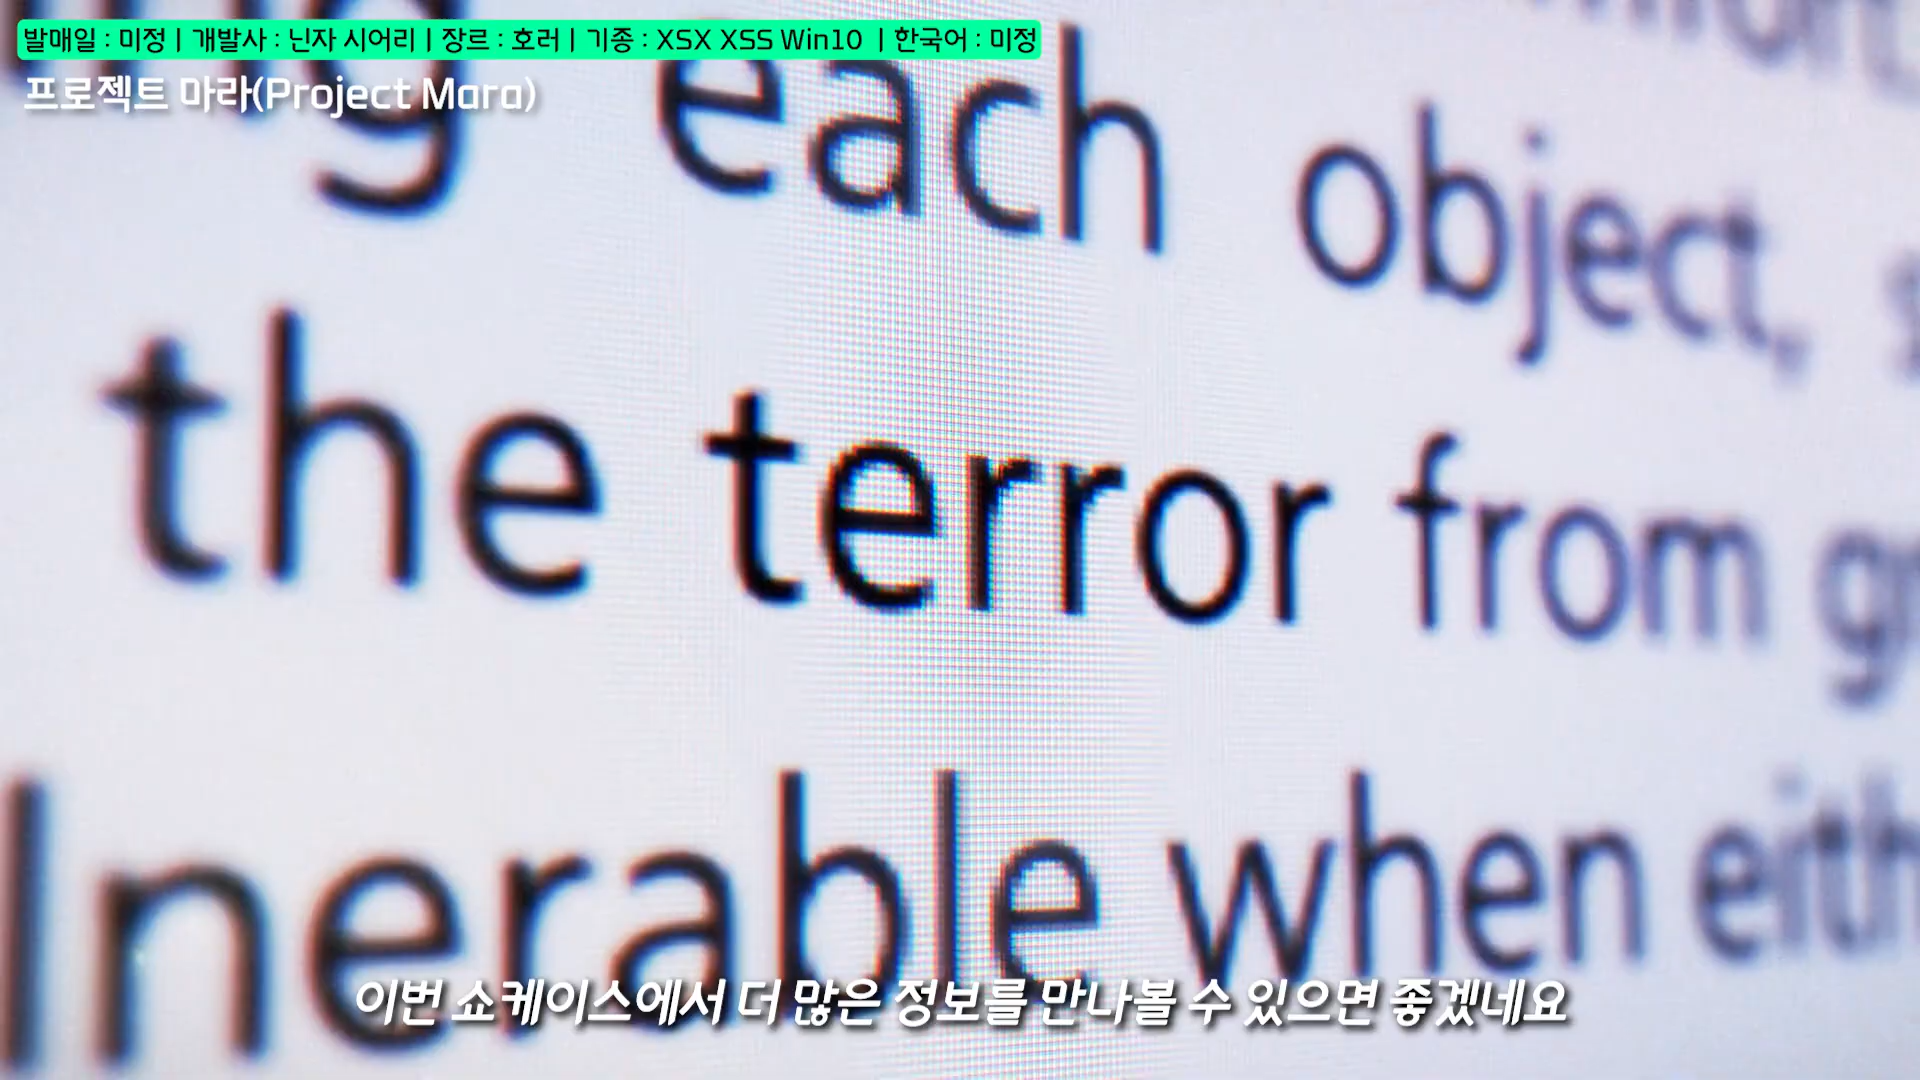 발매일 : 미정 | 개발사 : 닌자 시어리 | 장르 : 호러 | 기종 : XSX XSS Win10 | 한국어 : 미정
프로젝트 마라(Project Mara)
each object,
the terror from
lnerable when eith
이번 쇼케이스에서 더 많은 정보를 만나볼 수 있으면 좋겠네요